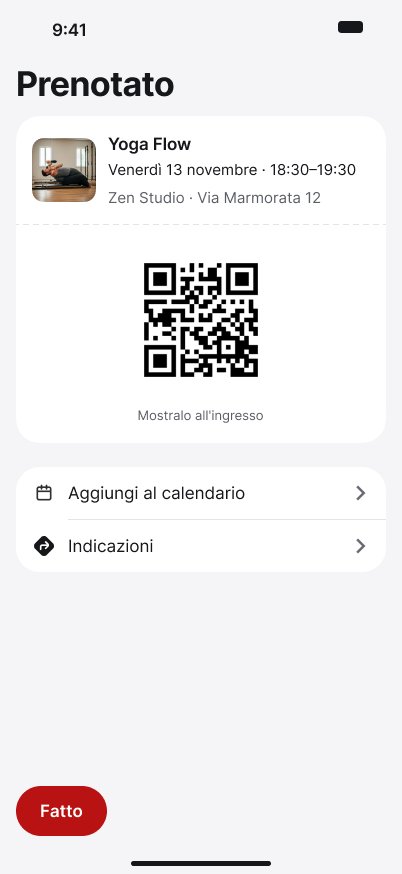 9:41
Prenotato
Yoga Flow
Venerdì 13 novembre · 18:30–19:30
Zen Studio · Via Marmorata 12
Mostralo all'ingresso
Aggiungi al calendario
Indicazioni
Fatto